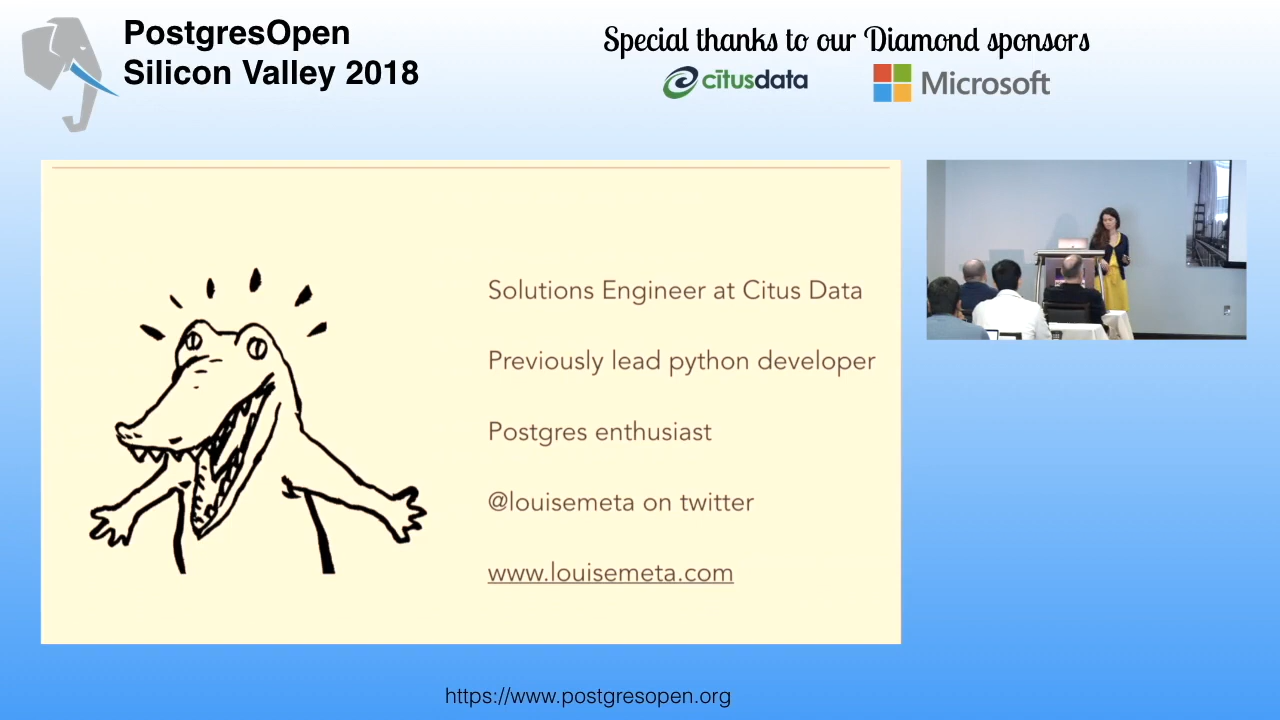 PostgresOpen
Silicon Valley 2018
Special thanks to our Diamond sponsors
citusdata
Microsoft
Solutions Engineer at Citus Data
Previously lead python developer
Postgres enthusiast
@louisemeta on twitter
www.louisemeta.com
https://www.postgresopen.org